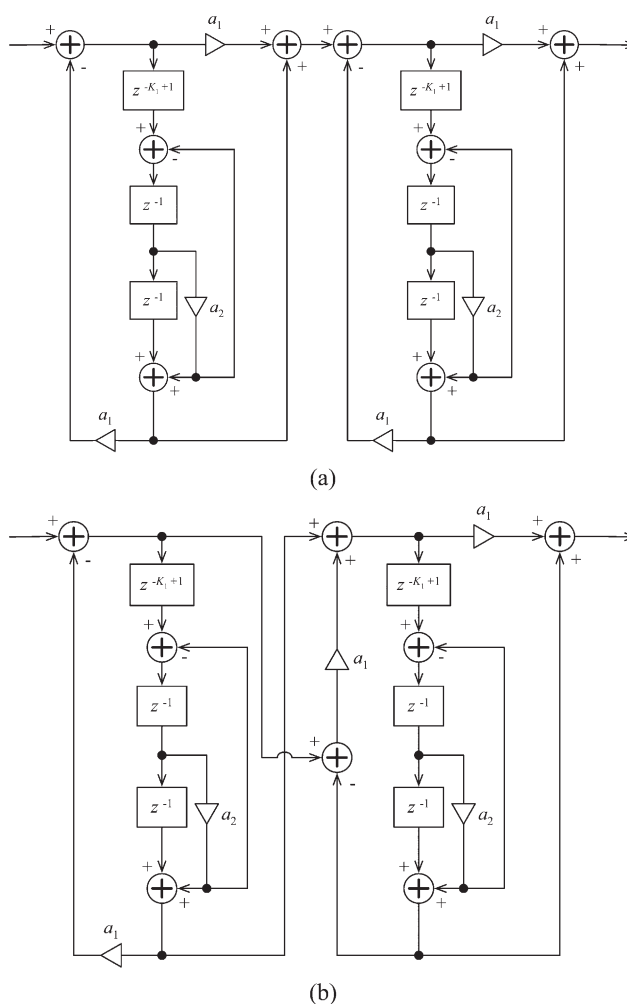 a₁ a₁
+ + + + + +
- + - +
z⁻ᴷ¹⁺¹ z⁻ᴷ¹⁺¹
+ +
- -
z⁻¹ z⁻¹
z⁻¹ a₂ z⁻¹ a₂
+ +
+ +
a₁ a₁
(a)
a₁
+ + + +
- + +
z⁻ᴷ¹⁺¹ z⁻ᴷ¹⁺¹
+ +
- -
a₁
z⁻¹ z⁻¹
+
-
z⁻¹ a₂ z⁻¹ a₂
+ +
+ +
a₁
(b)